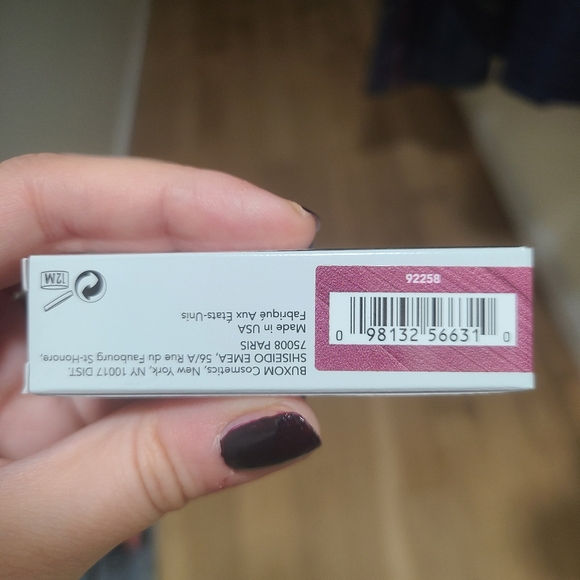 92258
0 98132 56631 0
BUXOM Cosmetics, New York, NY 10017 DIST.
SHISEIDO EMEA, 56/A Rue du Faubourg St-Honore,
75008 PARIS
Made in USA
Fabriqué Aux États-Unis
12M